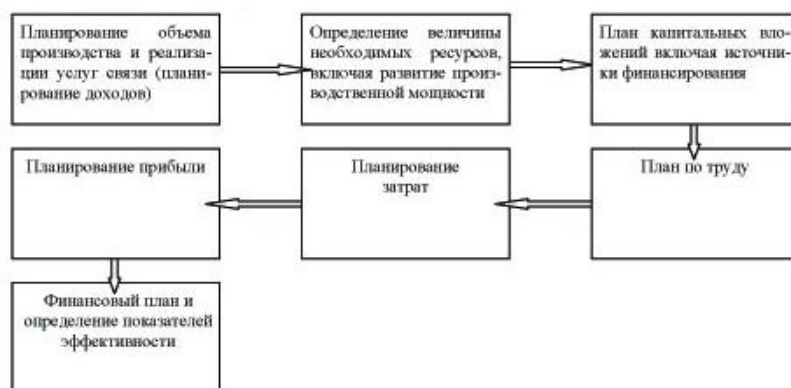 Планирование объема
производства и реализа-
ции услуг связи (плани-
рование доходов)
Определение величины
необходимых ресурсов,
включая развитие произ-
водственной мощности
План капитальных вло-
жений включая источни-
ки финансирования
План по труду
Планирование
затрат
Планирование прибыли
Финансовый план и
определение показателей
эффективности